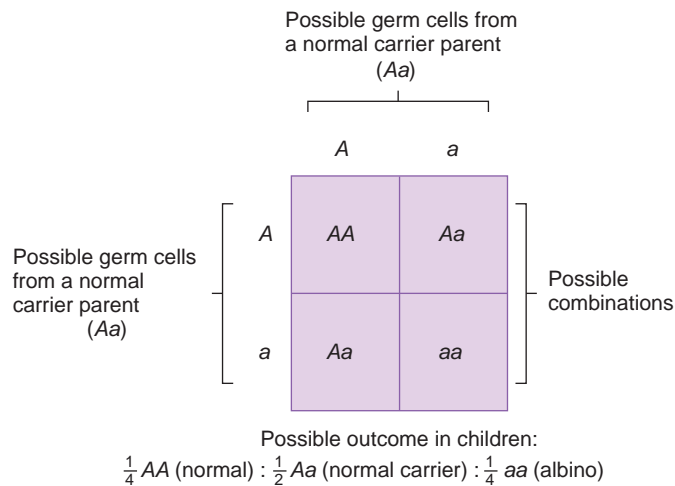 Possible germ cells from
a normal carrier parent
(Aa)
A a
A AA Aa
Possible germ cells
from a normal
carrier parent
(Aa)
Possible
combinations
a Aa aa
Possible outcome in children:
1/4 AA (normal) : 1/2 Aa (normal carrier) : 1/4 aa (albino)